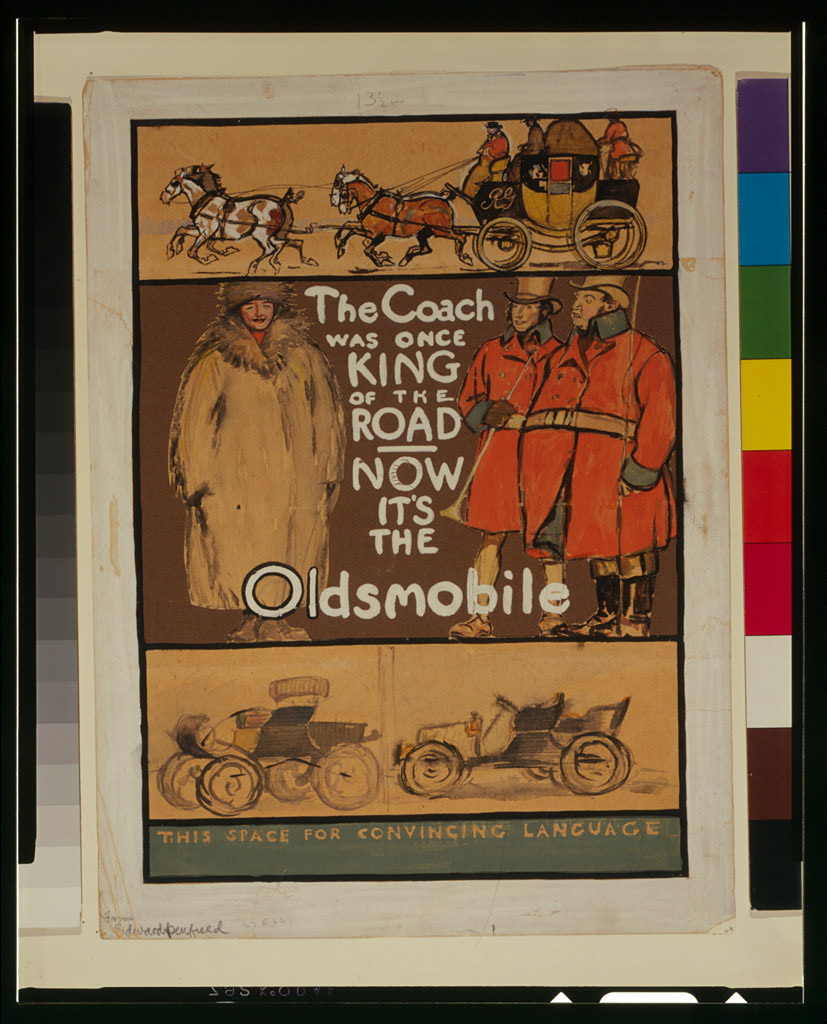 13½
The Coach
WAS ONCE
KING
OF THE
ROAD
NOW
IT'S
THE
Oldsmobile
THIS SPACE FOR CONVINCING LANGUAGE
From
Edward Penfield